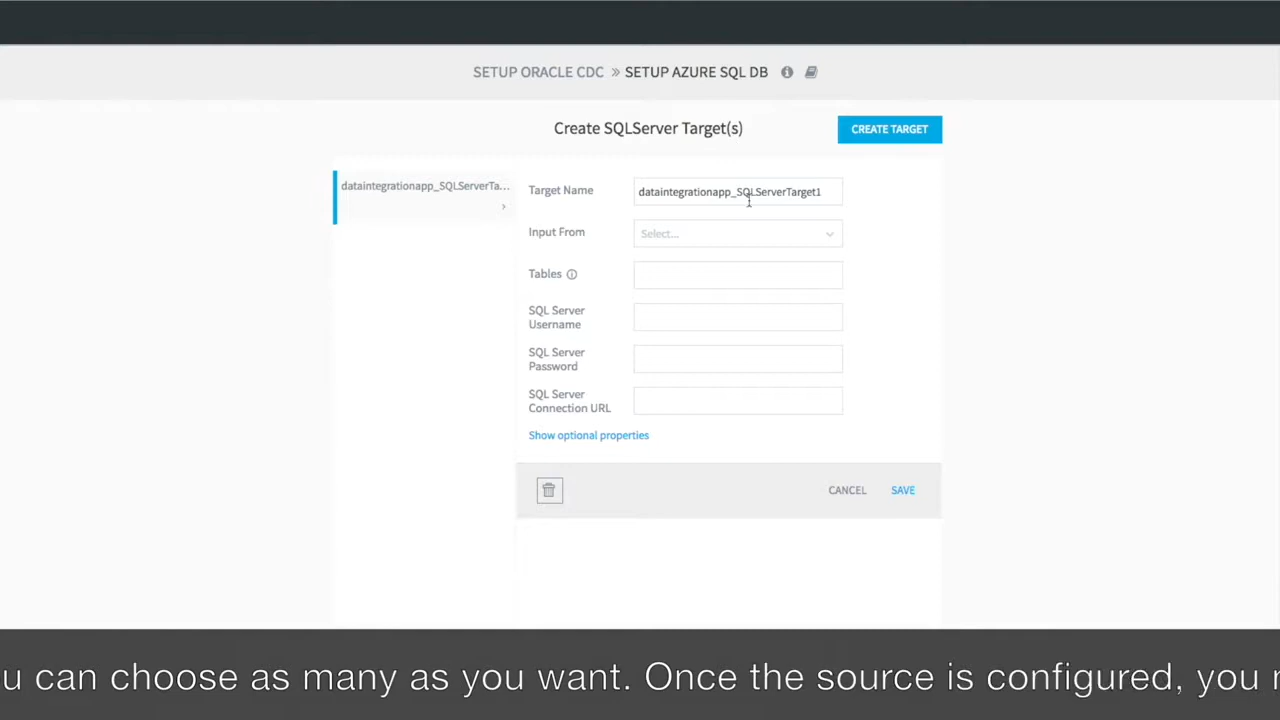 SETUP ORACLE CDC » SETUP AZURE SQL DB
Create SQLServer Target(s)
CREATE TARGET
dataintegrationapp_SQLServerTa...
Target Name
dataintegrationapp_SQLServerTarget1
Input From
Select...
Tables
SQL Server
Username
SQL Server
Password
SQL Server
Connection URL
Show optional properties
CANCEL
SAVE
u can choose as many as you want. Once the source is configured, you